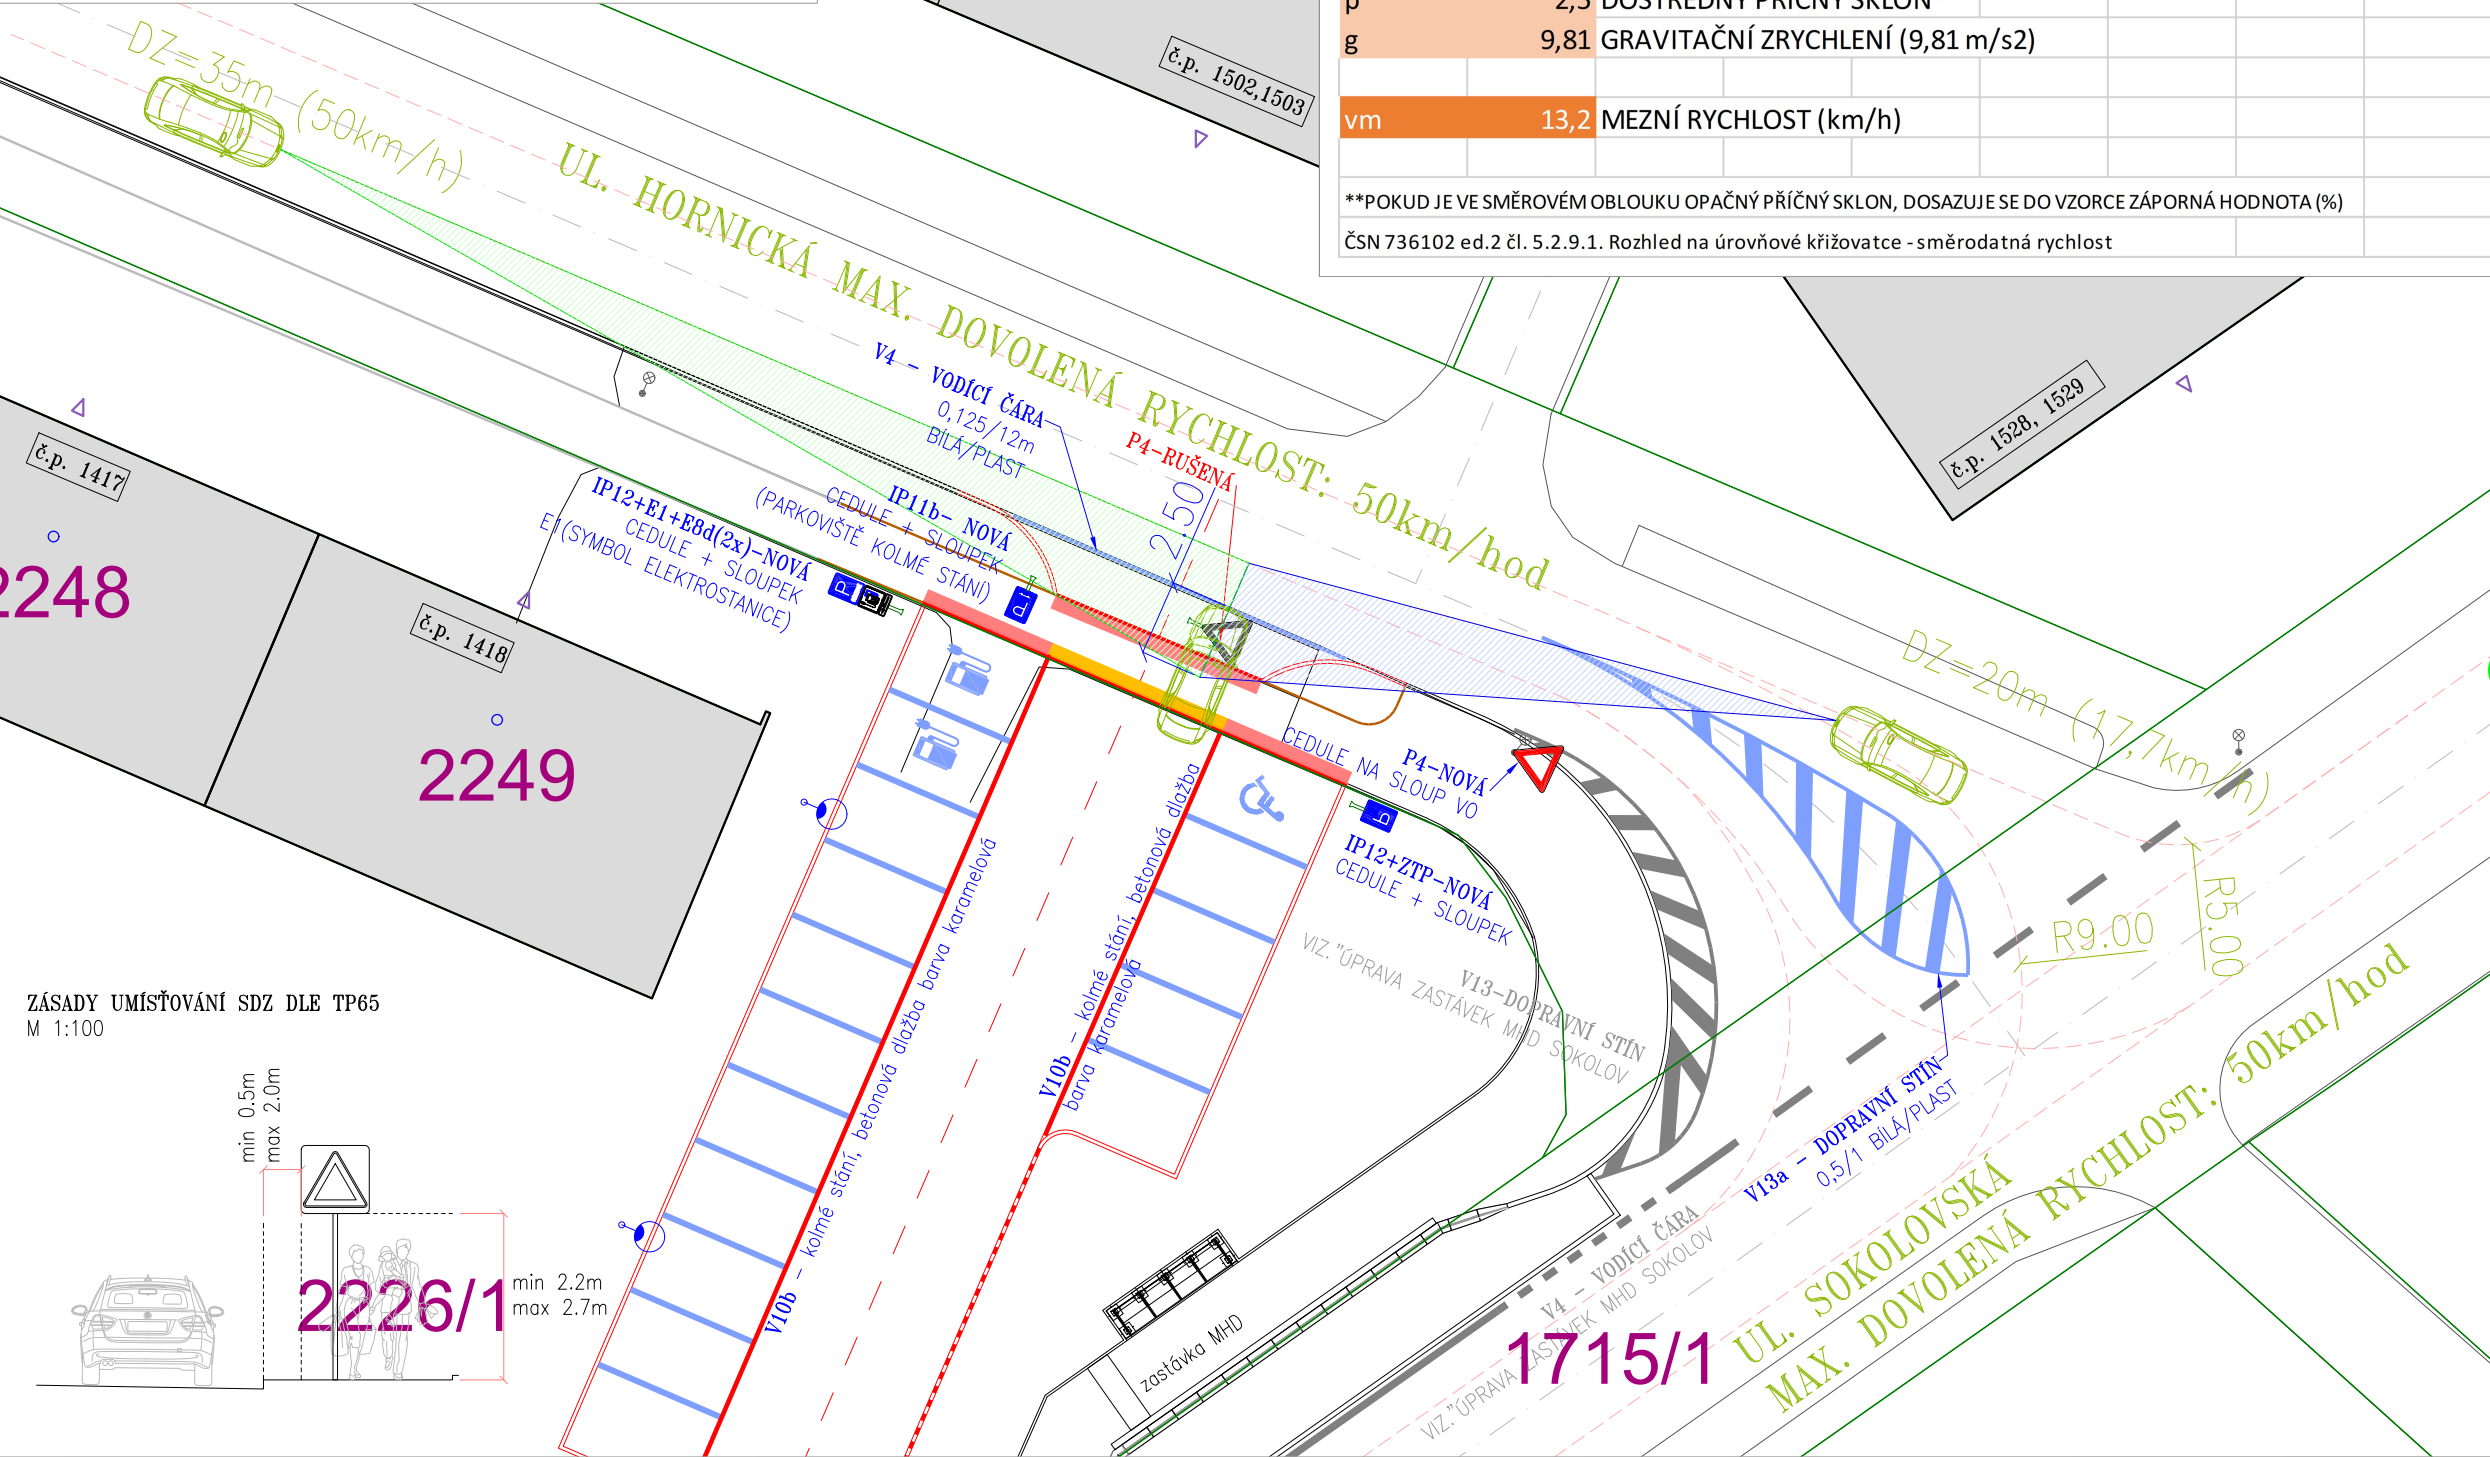 p 2,5 DOSTŘEDNÝ PŘÍČNÝ SKLON
g 9,81 GRAVITAČNÍ ZRYCHLENÍ (9,81 m/s2)
vm 13,2 MEZNÍ RYCHLOST (km/h)
**POKUD JE VE SMĚROVÉM OBLOUKU OPAČNÝ PŘÍČNÝ SKLON, DOSAZUJE SE DO VZORCE ZÁPORNÁ HODNOTA (%)
ČSN 736102 ed.2 čl. 5.2.9.1. Rozhled na úrovňové křižovatce - směrodatná rychlost
DZ=35m (50km/h)
č.p. 1502,1503
UL. HORNICKÁ MAX. DOVOLENÁ RYCHLOST: 50km/hod
V4 - VODÍCÍ ČÁRA
0,125/12m
BÍLÁ/PLAST
P4-RUŠENÁ
2.50
č.p. 1528, 1529
č.p. 1417
2248
IP12+E1+E8d(2x)-NOVÁ
CEDULE + SLOUPEK
E1(SYMBOL ELEKTROSTANICE)
IP11b- NOVÁ
CEDULE + SLOUPEK
(PARKOVIŠTĚ KOLMÉ STÁNÍ)
č.p. 1418
2249
DZ=20m (17,7km/h)
P4-NOVÁ
CEDULE NA SLOUP VO
IP12+ZTP-NOVÁ
CEDULE + SLOUPEK
R9.00
R5.00
V13-DOPRAVNÍ STÍN
VIZ."ÚPRAVA ZASTÁVEK MHD SOKOLOV
V10b - kolmé stání, betonová dlažba barva karamelová
V10b - kolmé stání, betonová dlažba
barva karamelová
ZÁSADY UMÍSŤOVÁNÍ SDZ DLE TP65
M 1:100
min 0.5m
max 2.0m
min 2.2m
max 2.7m
2226/1
V13a - DOPRAVNÍ STÍN
0,5/1 BÍLÁ/PLAST
zastávka MHD
V4 - VODÍCÍ ČÁRA
VIZ."ÚPRAVA ZASTÁVEK MHD SOKOLOV
1715/1
UL. SOKOLOVSKÁ
MAX. DOVOLENÁ RYCHLOST: 50km/hod